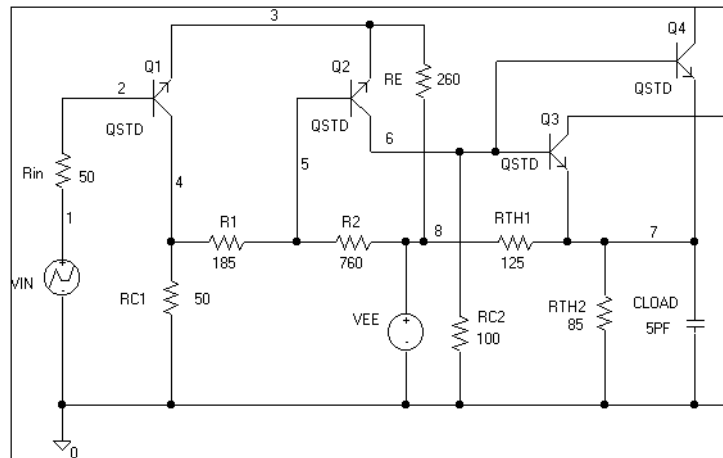 3
Q4
Q1
Q2
RE
260
2
QSTD
Q3
QSTD
QSTD
6
QSTD
Rin
50
5
4
1
R1
R2
8
RTH1
7
185
760
125
VIN
RC1
50
VEE
RC2
100
RTH2
85
CLOAD
5PF
0